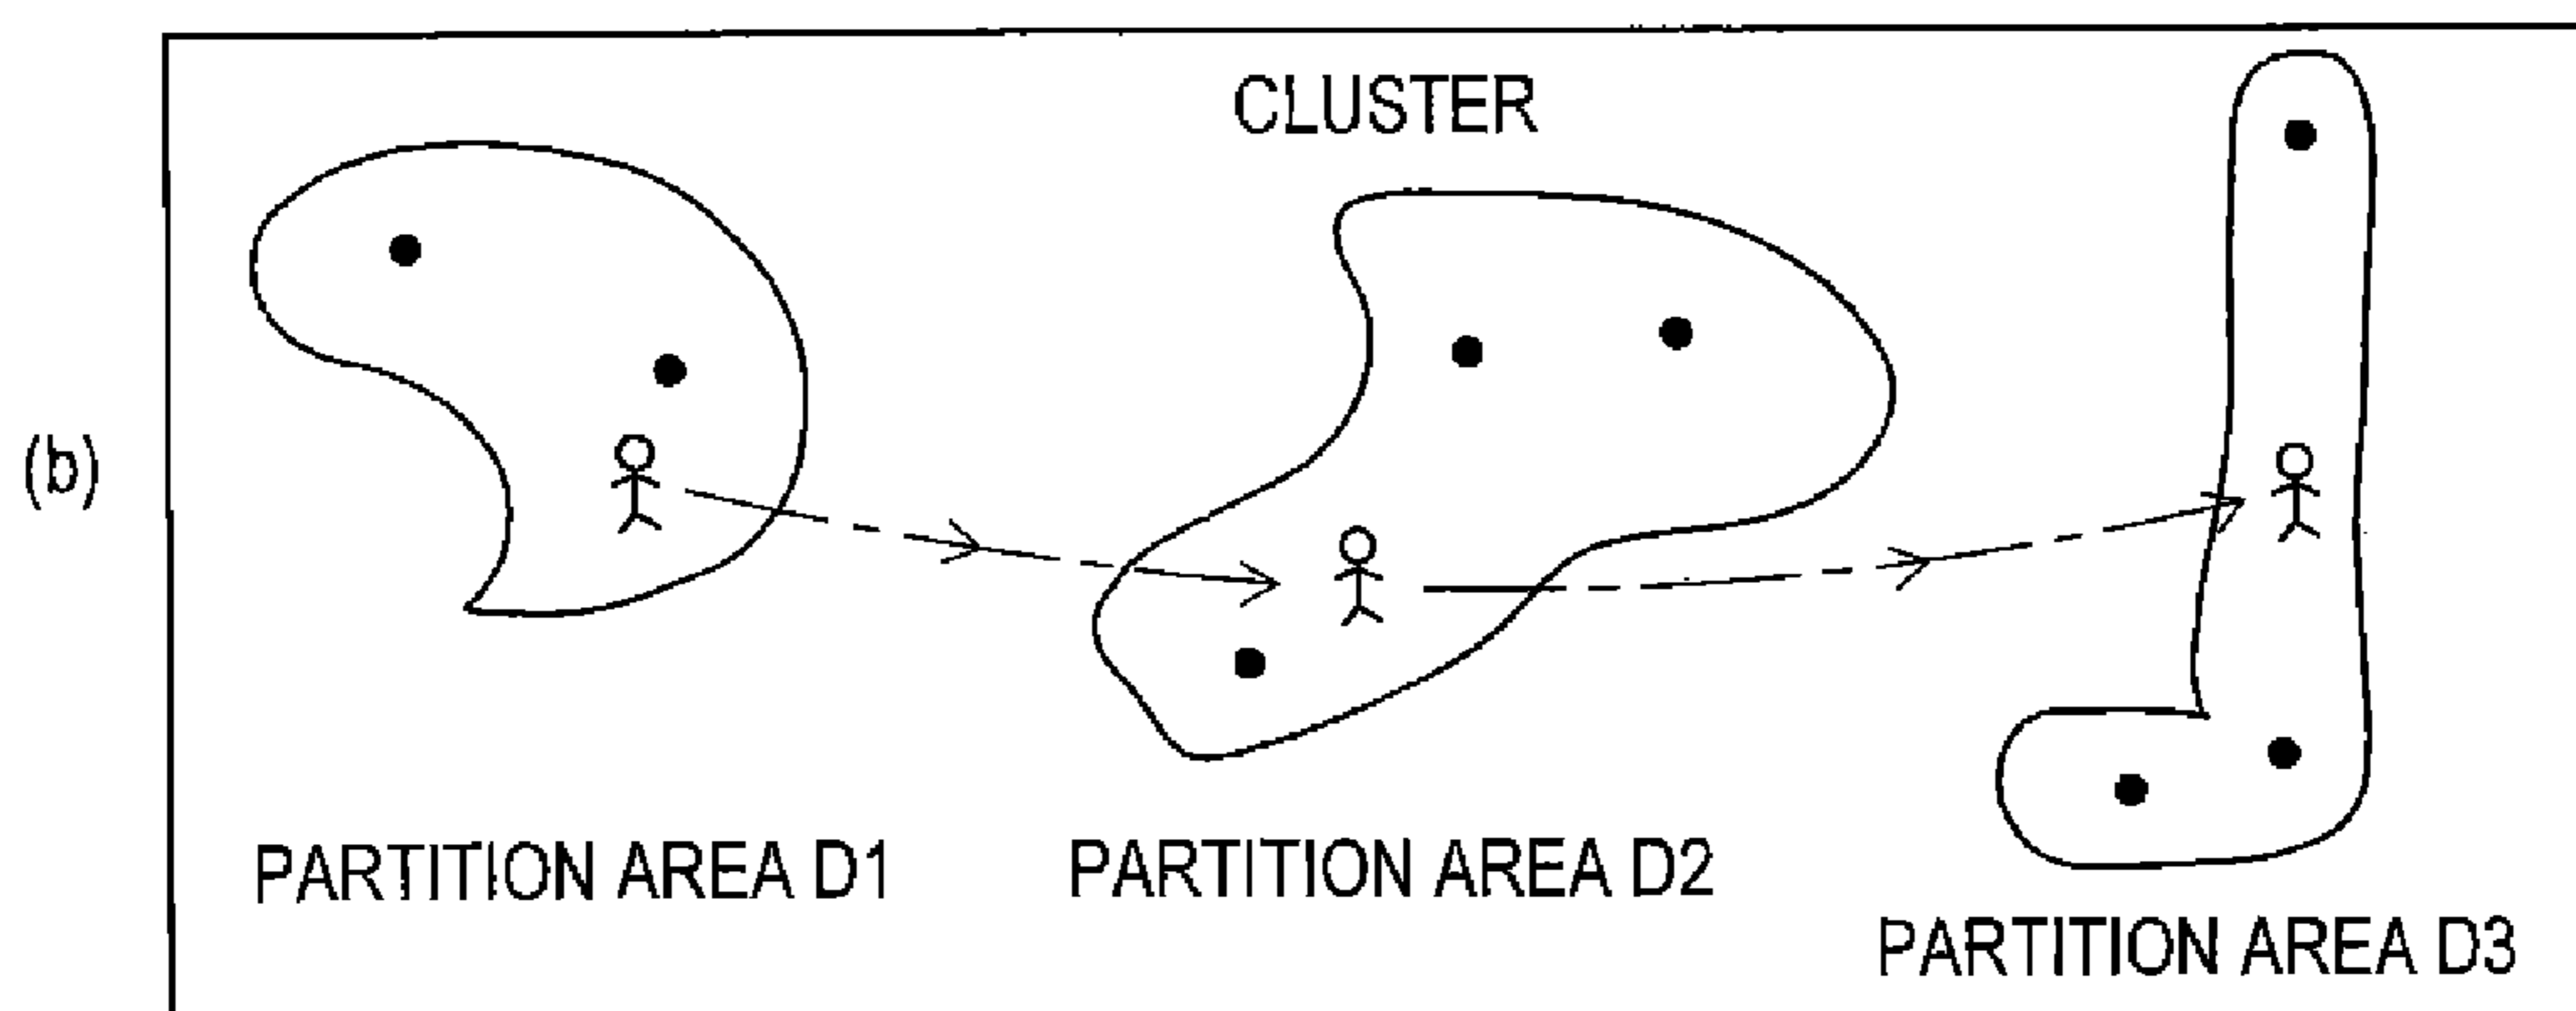 CLUSTER
(b)
PARTITION AREA D1
PARTITION AREA D2
PARTITION AREA D3